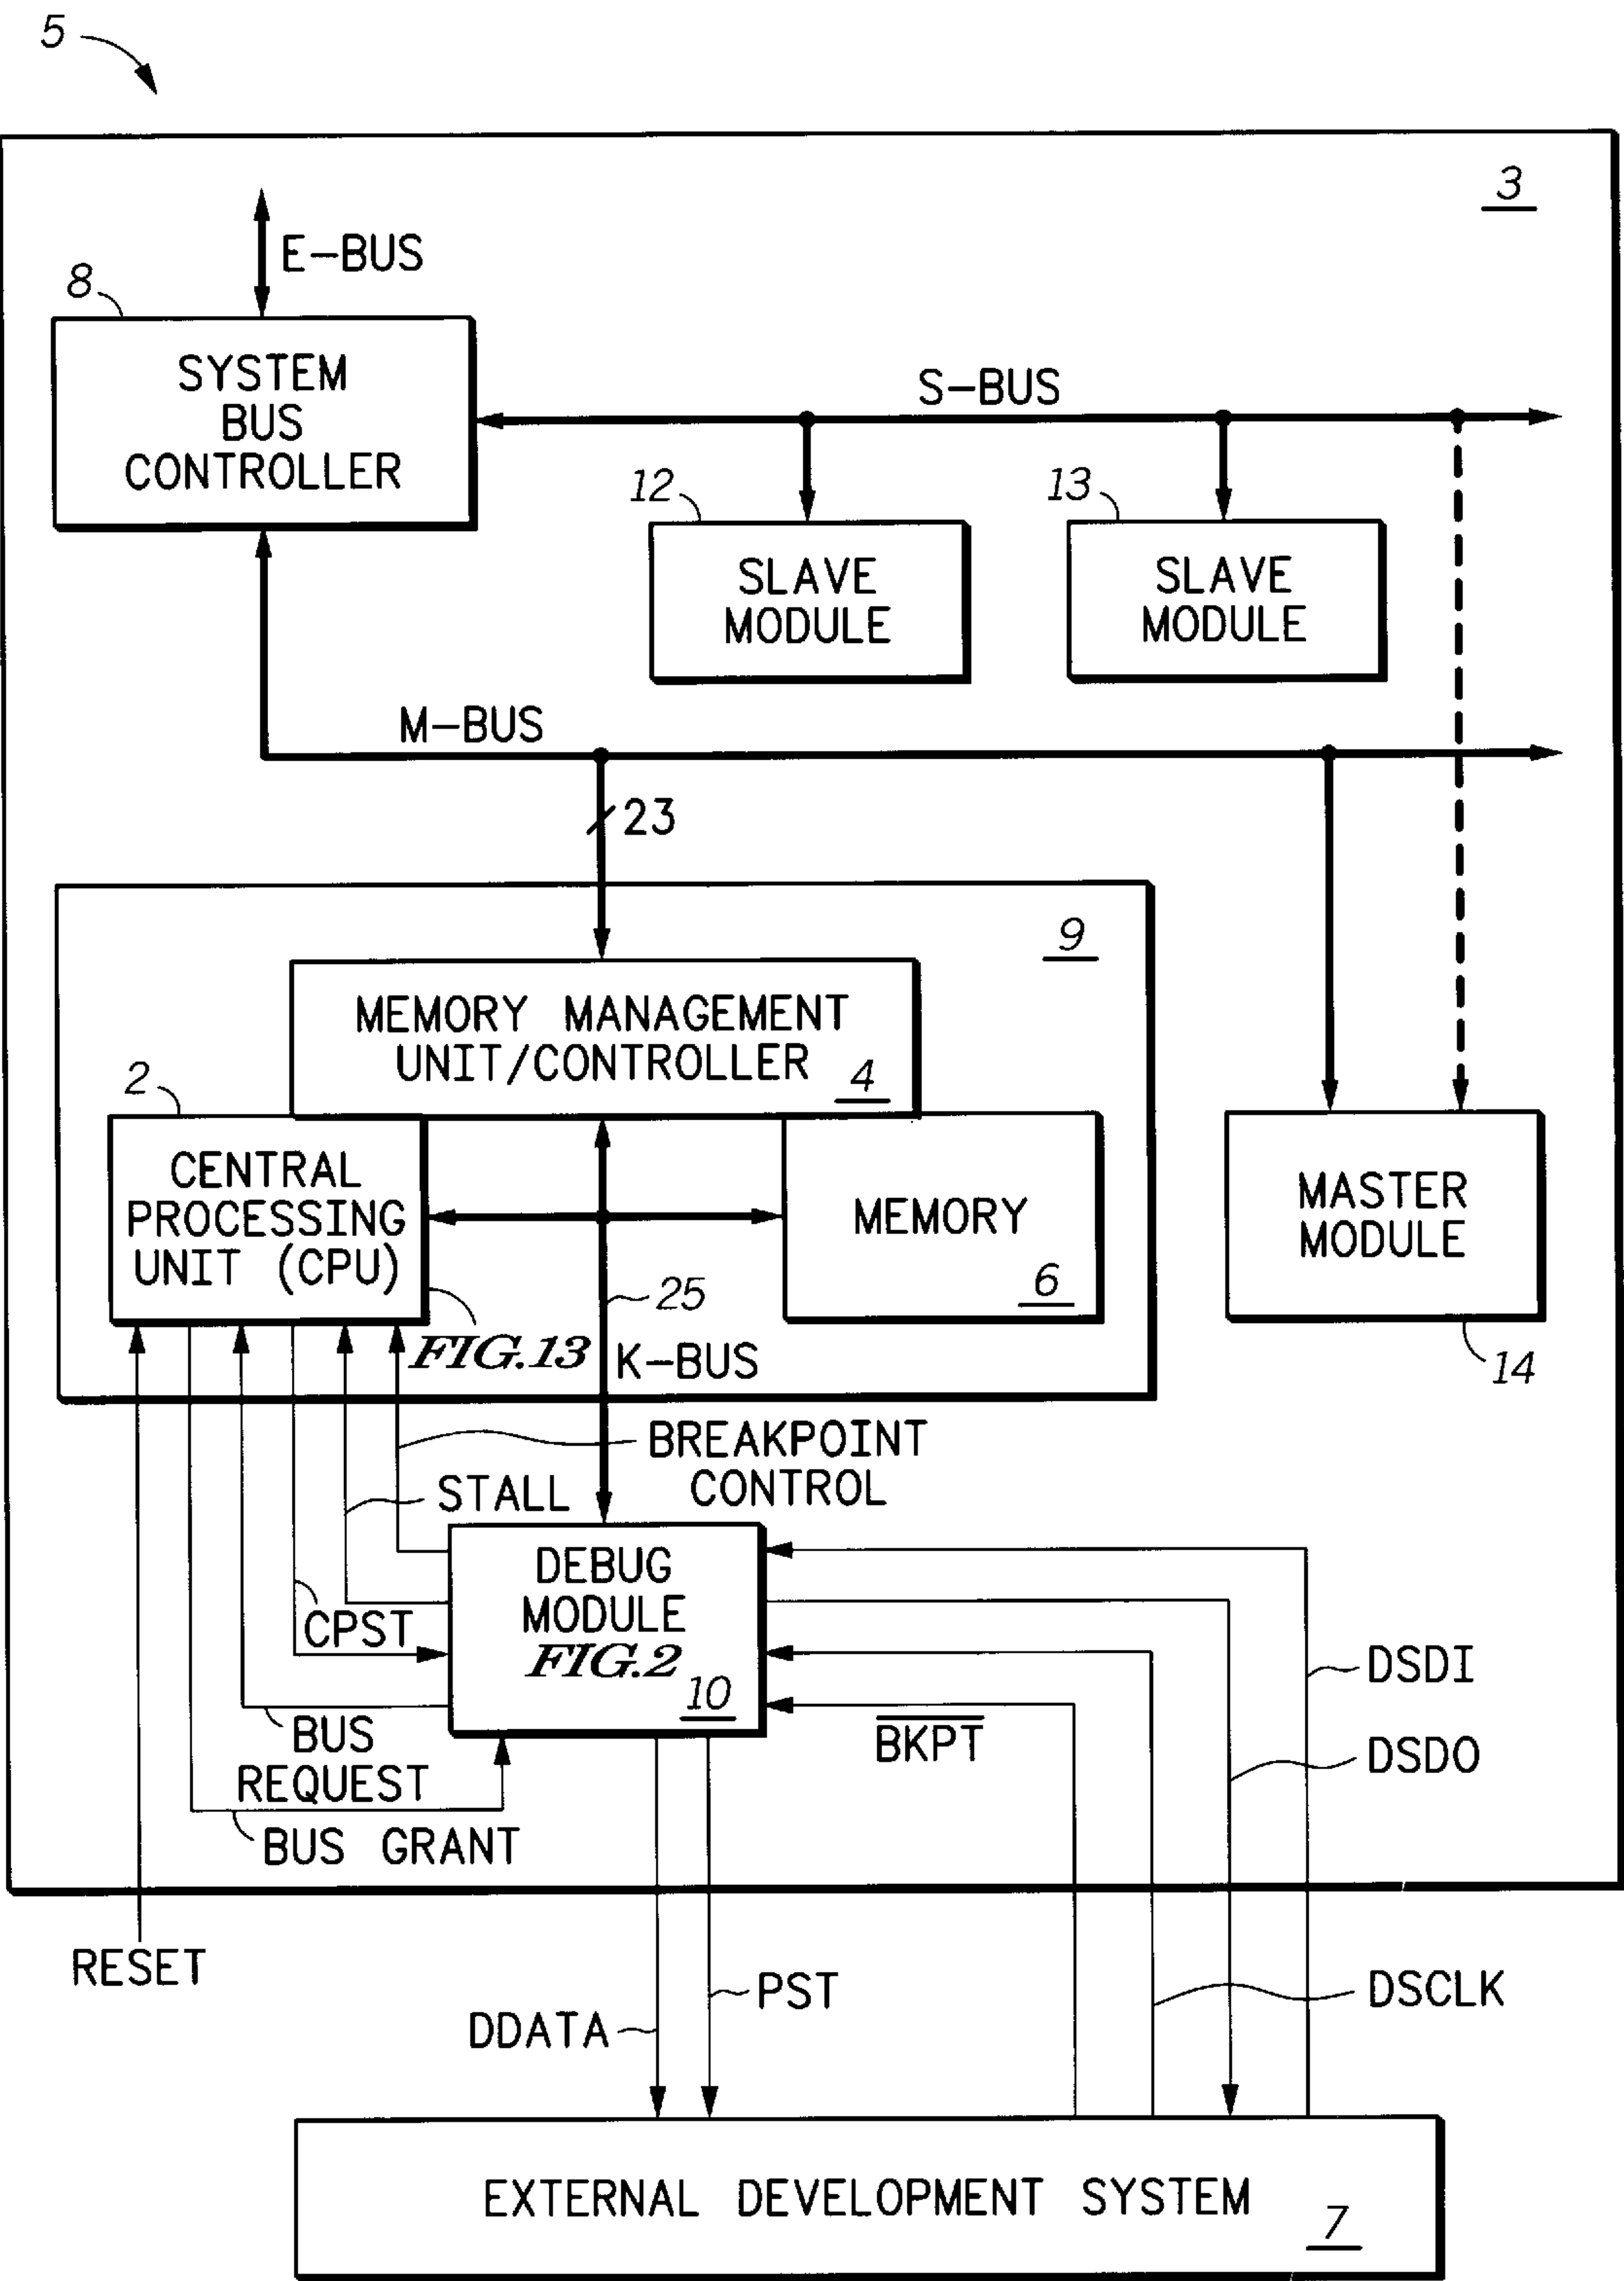 5
3
E-BUS
8
SYSTEM
BUS
CONTROLLER
S-BUS
12
13
SLAVE
MODULE
SLAVE
MODULE
M-BUS
23
9
MEMORY MANAGEMENT
UNIT/CONTROLLER
4
2
CENTRAL
PROCESSING
UNIT (CPU)
MEMORY
6
MASTER
MODULE
14
25
FIG.13
K-BUS
BREAKPOINT
CONTROL
STALL
DEBUG
MODULE
FIG.2
10
CPST
BUS
REQUEST
BUS GRANT
BKPT
DSDI
DSDO
RESET
PST
DSCLK
DDATA
EXTERNAL DEVELOPMENT SYSTEM
7